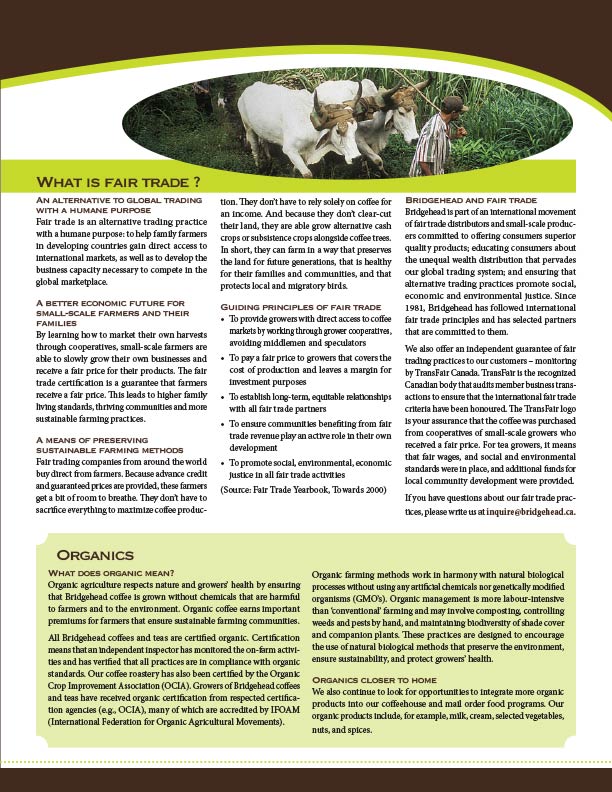 WHAT IS FAIR TRADE ?
AN ALTERNATIVE TO GLOBAL TRADING
WITH A HUMANE PURPOSE
Fair trade is an alternative trading practice
with a humane purpose: to help family farmers
in developing countries gain direct access to
international markets, as well as to develop the
business capacity necessary to compete in the
global marketplace.
A BETTER ECONOMIC FUTURE FOR
SMALL-SCALE FARMERS AND THEIR
FAMILIES
By learning how to market their own harvests
through cooperatives, small-scale farmers are
able to slowly grow their own businesses and
receive a fair price for their products. The fair
trade certification is a guarantee that farmers
receive a fair price. This leads to higher family
living standards, thriving communities and more
sustainable farming practices.
A MEANS OF PRESERVING
SUSTAINABLE FARMING METHODS
Fair trading companies from around the world
buy direct from farmers. Because advance credit
and guaranteed prices are provided, these farmers
get a bit of room to breathe. They don't have to
sacrifice everything to maximize coffee produc-
tion. They don't have to rely solely on coffee for
an income. And because they don't clear-cut
their land, they are able grow alternative cash
crops or subsistence crops alongside coffee trees.
In short, they can farm in a way that preserves
the land for future generations, that is healthy
for their families and communities, and that
protects local and migratory birds.
GUIDING PRINCIPLES OF FAIR TRADE
• To provide growers with direct access to coffee
markets by working through grower cooperatives,
avoiding middlemen and speculators
• To pay a fair price to growers that covers the
cost of production and leaves a margin for
investment purposes
• To establish long-term, equitable relationships
with all fair trade partners
• To ensure communities benefiting from fair
trade revenue play an active role in their own
development
• To promote social, environmental, economic
justice in all fair trade activities
(Source: Fair Trade Yearbook, Towards 2000)
BRIDGEHEAD AND FAIR TRADE
Bridgehead is part of an international movement
of fair trade distributors and small-scale produc-
ers committed to offering consumers superior
quality products; educating consumers about
the unequal wealth distribution that pervades
our global trading system; and ensuring that
alternative trading practices promote social,
economic and environmental justice. Since
1981, Bridgehead has followed international
fair trade principles and has selected partners
that are committed to them.
We also offer an independent guarantee of fair
trading practices to our customers – monitoring
by TransFair Canada. TransFair is the recognized
Canadian body that audits member business trans-
actions to ensure that the international fair trade
criteria have been honoured. The TransFair logo
is your assurance that the coffee was purchased
from cooperatives of small-scale growers who
received a fair price. For tea growers, it means
that fair wages, and social and environmental
standards were in place, and additional funds for
local community development were provided.
If you have questions about our fair trade prac-
tices, please write us at inquire@bridgehead.ca.
ORGANICS
WHAT DOES ORGANIC MEAN?
Organic agriculture respects nature and growers' health by ensuring
that Bridgehead coffee is grown without chemicals that are harmful
to farmers and to the environment. Organic coffee earns important
premiums for farmers that ensure sustainable farming communities.
All Bridgehead coffees and teas are certified organic. Certification
means that an independent inspector has monitored the on-farm activi-
ties and has verified that all practices are in compliance with organic
standards. Our coffee roastery has also been certified by the Organic
Crop Improvement Association (OCIA). Growers of Bridgehead coffees
and teas have received organic certification from respected certifica-
tion agencies (e.g., OCIA), many of which are accredited by IFOAM
(International Federation for Organic Agricultural Movements).
Organic farming methods work in harmony with natural biological
processes without using any artificial chemicals nor genetically modified
organisms (GMO's). Organic management is more labour-intensive
than 'conventional' farming and may involve composting, controlling
weeds and pests by hand, and maintaining biodiversity of shade cover
and companion plants. These practices are designed to encourage
the use of natural biological methods that preserve the environment,
ensure sustainability, and protect growers' health.
ORGANICS CLOSER TO HOME
We also continue to look for opportunities to integrate more organic
products into our coffeehouse and mail order food programs. Our
organic products include, for example, milk, cream, selected vegetables,
nuts, and spices.